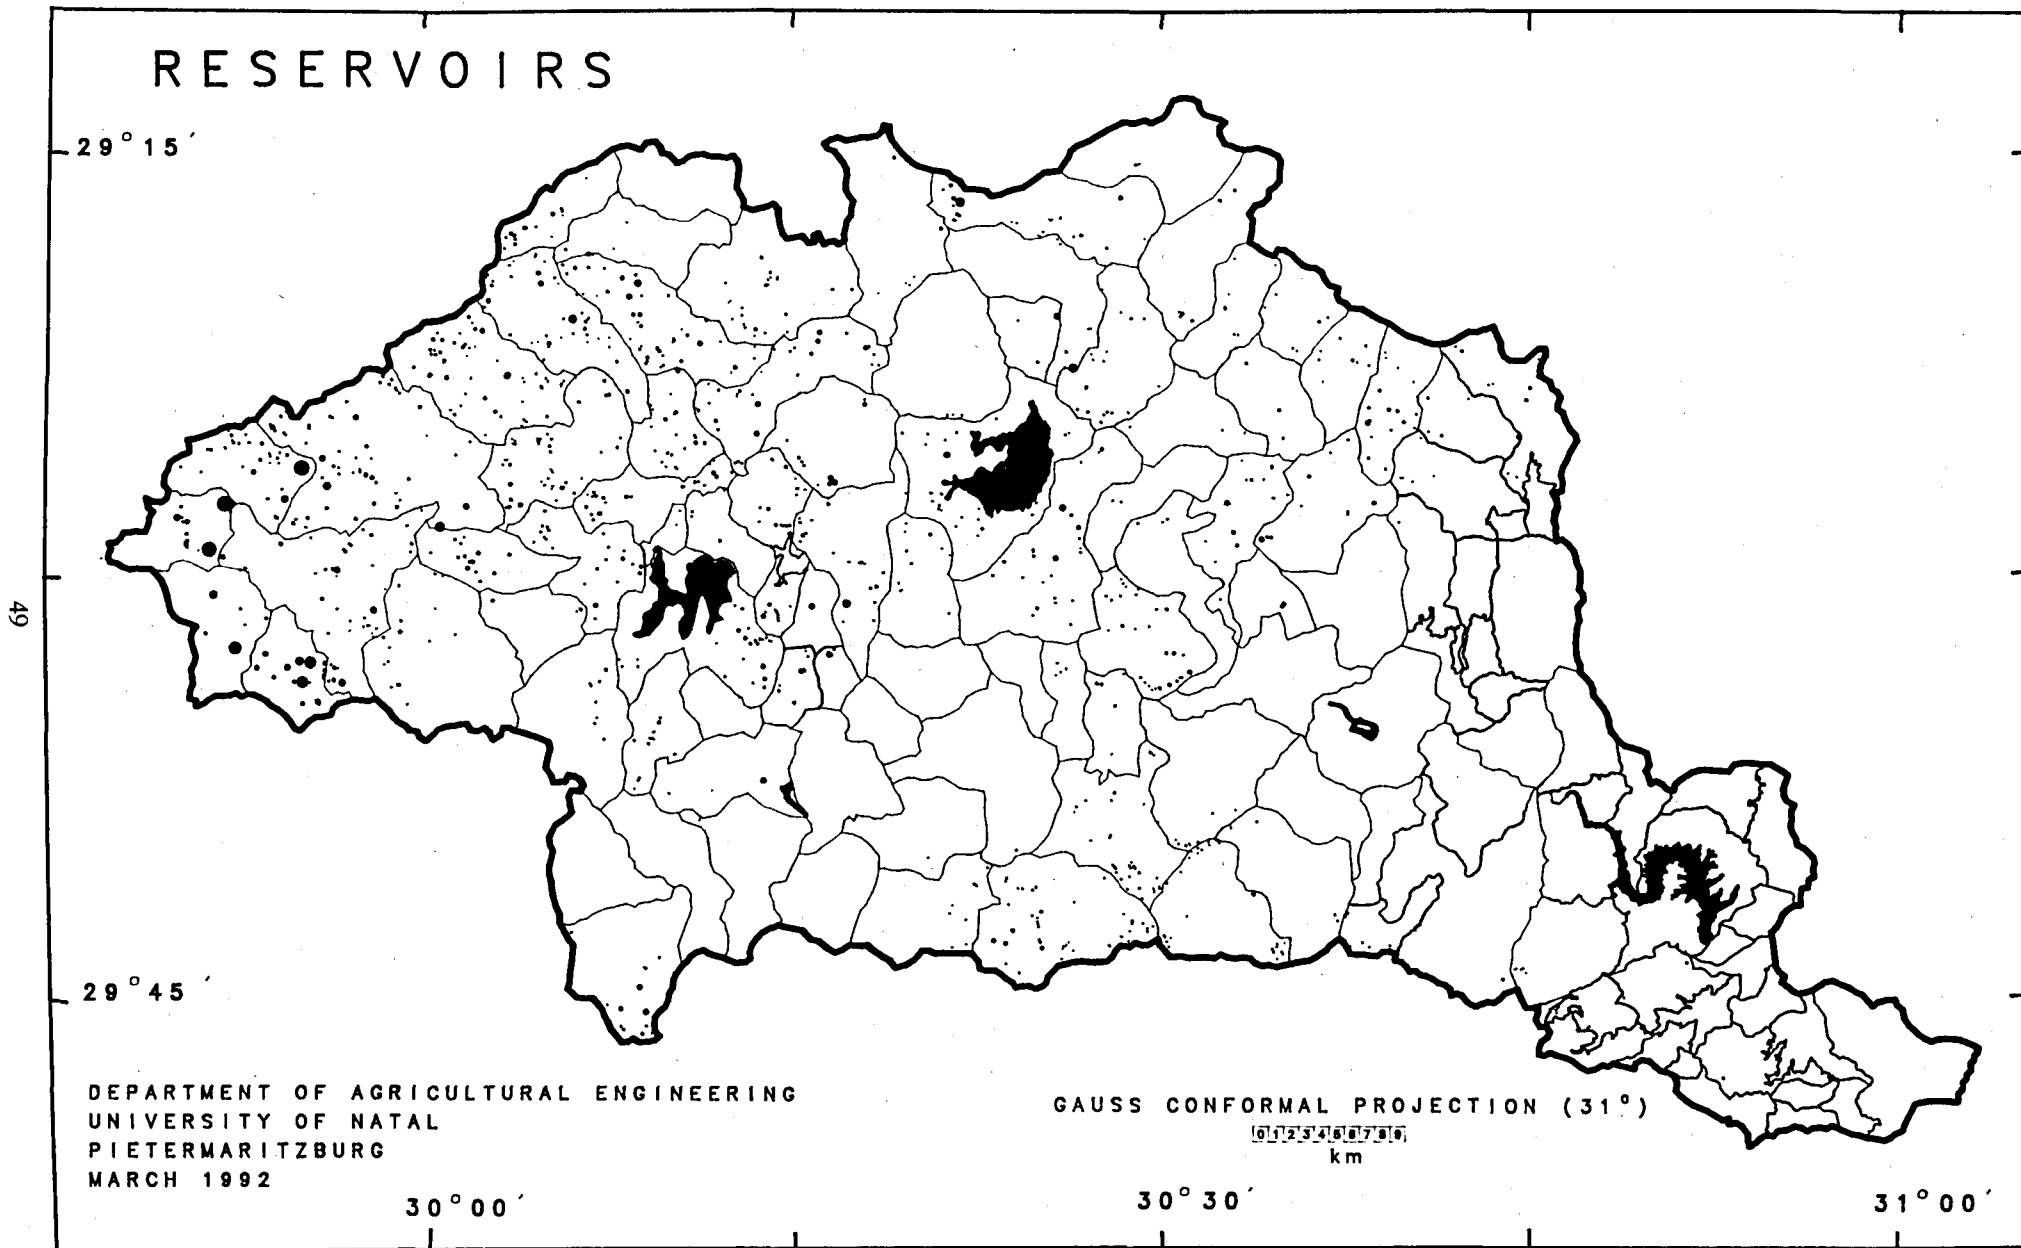 RESERVOIRS
29°15′
49
29°45′
DEPARTMENT OF AGRICULTURAL ENGINEERING
UNIVERSITY OF NATAL
PIETERMARITZBURG
MARCH 1992
GAUSS CONFORMAL PROJECTION (31°)
0 1 2 3 4 5 6 7 8 9
km
30°00′
30°30′
31°00′